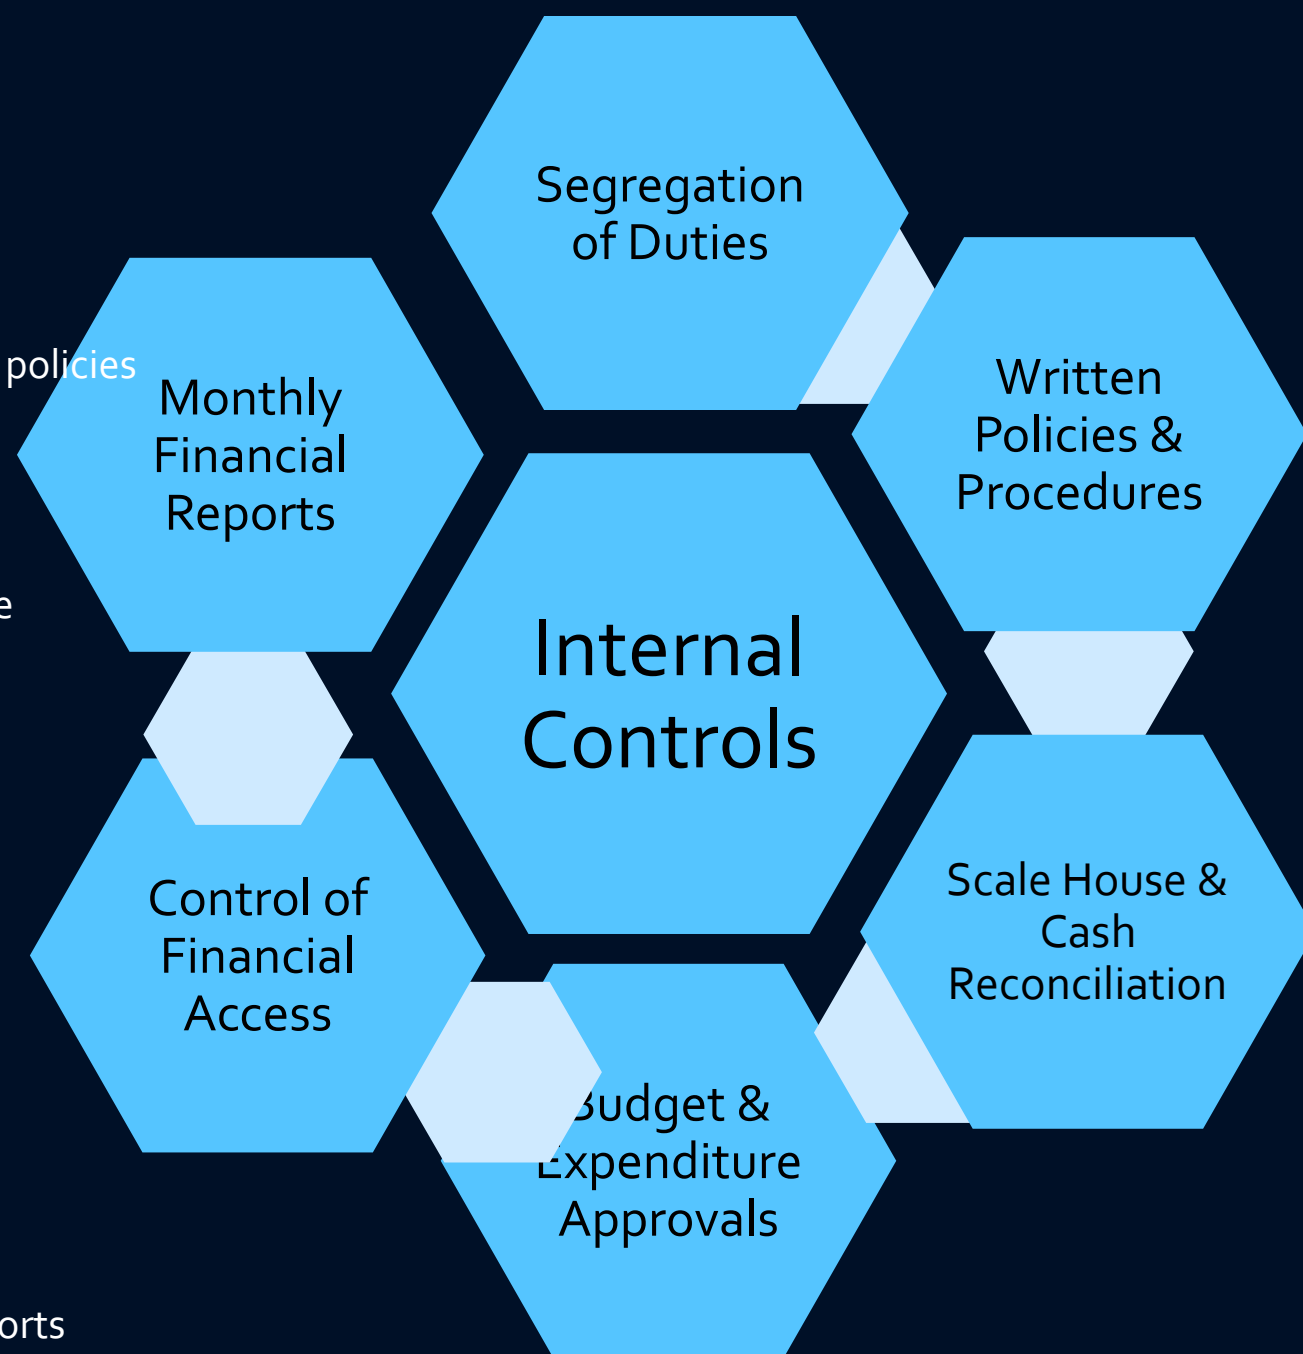 Segregation
of Duties
policies
Monthly
Financial
Reports
Written
Policies &
Procedures
Internal
Controls
Control of
Financial
Access
Scale House &
Cash
Reconciliation
Budget &
Expenditure
Approvals